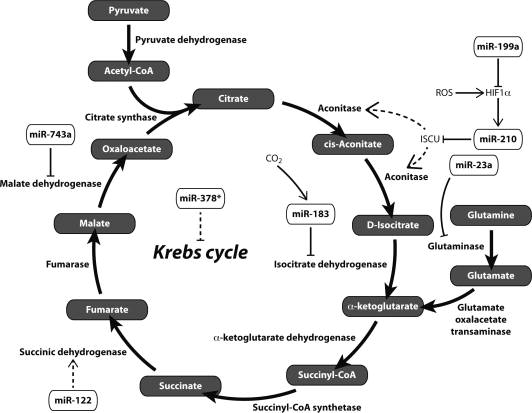 Pyruvate
Pyruvate dehydrogenase
Acetyl-CoA
Citrate synthase
Citrate
Aconitase
cis-Aconitate
Aconitase
miR-199a
ROS
HIF1α
ISCU
miR-210
miR-23a
miR-743a
Oxaloacetate
Malate dehydrogenase
CO2
miR-378*
miR-183
Krebs cycle
Malate
D-Isocitrate
Glutamine
Glutaminase
Isocitrate dehydrogenase
Fumarase
Glutamate
Fumarate
α-ketoglutarate
Glutamate
oxalacetate
transaminase
α-ketoglutarate dehydrogenase
Succinic dehydrogenase
Succinyl-CoA
Succinate
miR-122
Succinyl-CoA synthetase